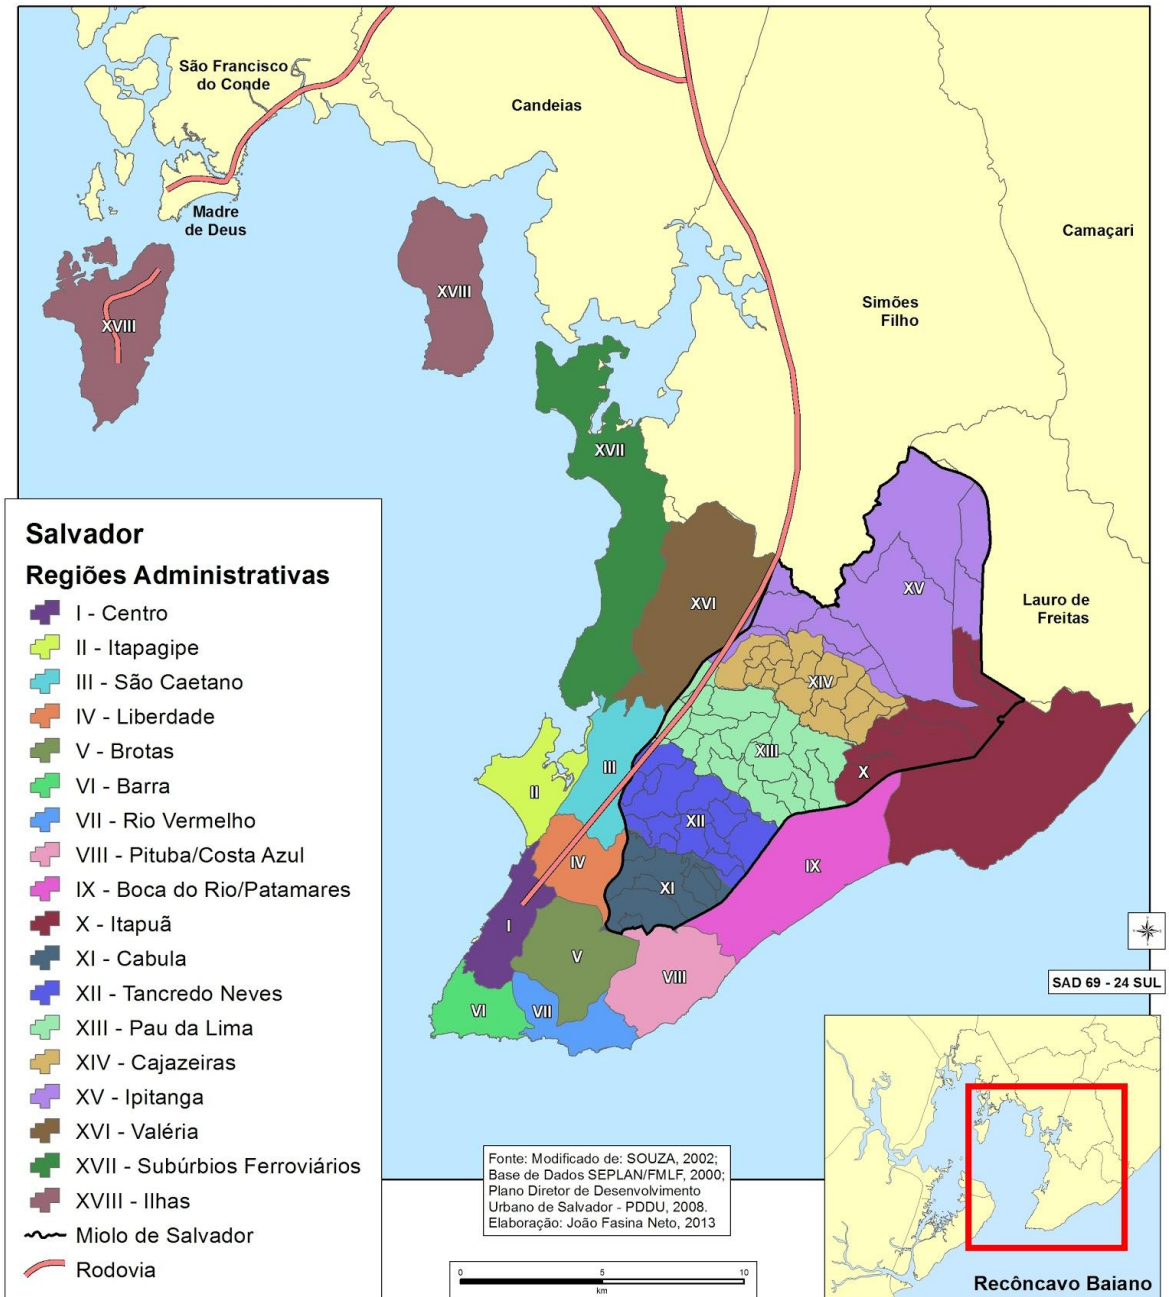 São Francisco
do Conde
Candeias
Madre
de Deus
Camaçari
XVIII
Simões
Filho
XVIII
XVII
Lauro de
Freitas
XV
XVI
XIV
XIII
III
X
II
XII
IV
IX
XI
I
V
VIII
VI
VII
Salvador
Regiões Administrativas
I - Centro
II - Itapagipe
III - São Caetano
IV - Liberdade
V - Brotas
VI - Barra
VII - Rio Vermelho
VIII - Pituba/Costa Azul
IX - Boca do Rio/Patamares
X - Itapuã
XI - Cabula
XII - Tancredo Neves
XIII - Pau da Lima
XIV - Cajazeiras
XV - Ipitanga
XVI - Valéria
XVII - Subúrbios Ferroviários
XVIII - Ilhas
Miolo de Salvador
Rodovia
SAD 69 - 24 SUL
Fonte: Modificado de: SOUZA, 2002;
Base de Dados SEPLAN/FMLF, 2000;
Plano Diretor de Desenvolvimento
Urbano de Salvador - PDDU, 2008.
Elaboração: João Fasina Neto, 2013
0 5 10
km
Recôncavo Baiano